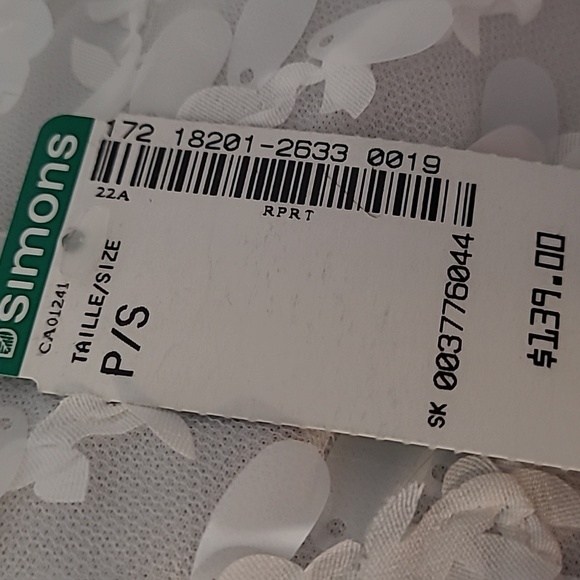 Simons
172 18201-2633 0019
22A
RPRT
CA01241
TAILLE/SIZE
P/S
SK 003776044
$139.00